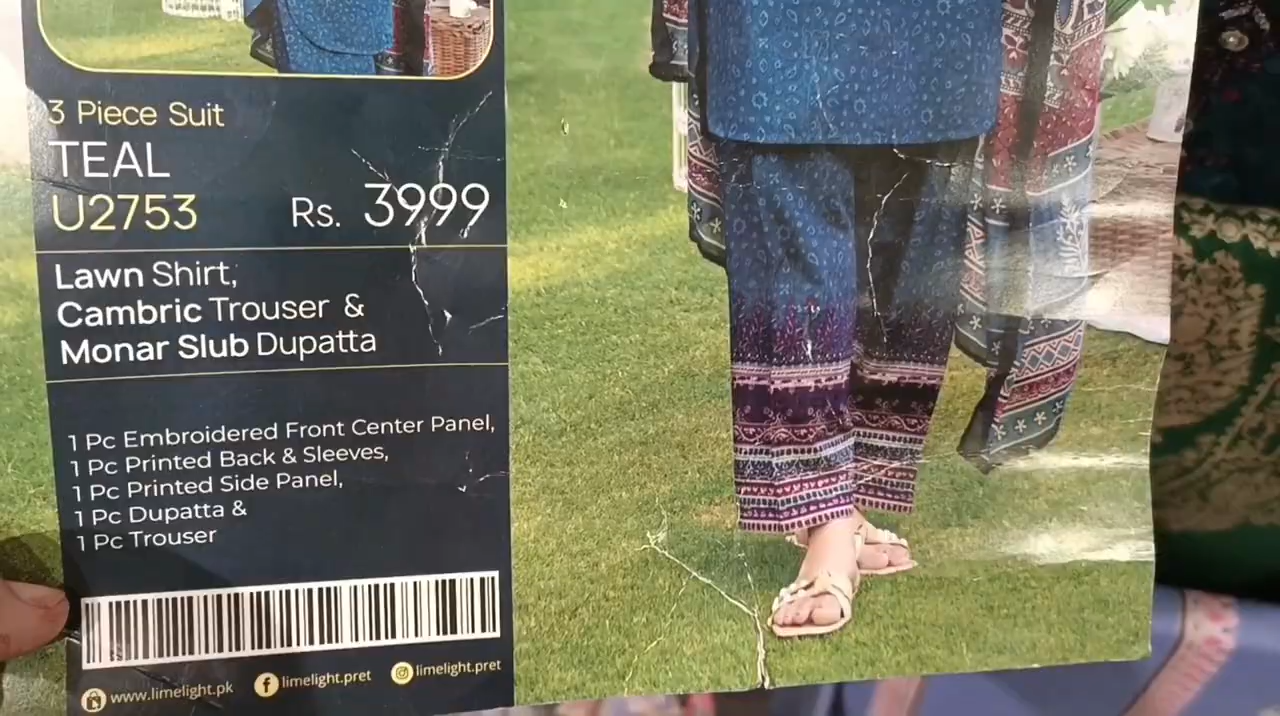 3 Piece Suit
TEAL
U2753 Rs. 3999
Lawn Shirt,
Cambric Trouser &
Monar Slub Dupatta
1 Pc Embroidered Front Center Panel,
1 Pc Printed Back & Sleeves,
1 Pc Printed Side Panel,
1 Pc Dupatta &
1 Pc Trouser
www.limelight.pk limelight.pret limelight.pret